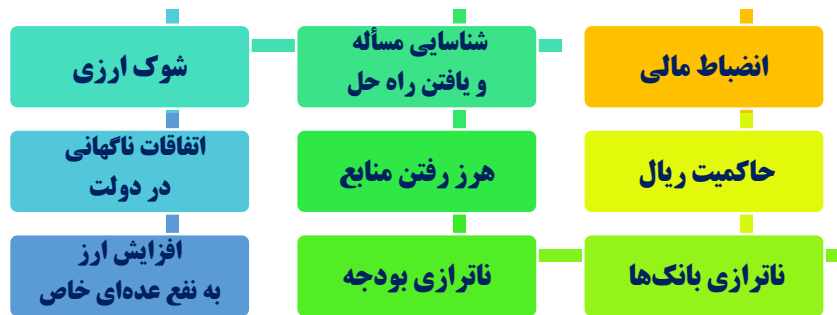 انضباط مالی
شناسایی مسأله
و یافتن راه حل
شوک ارزی
حاکمیت ریال
هرز رفتن منابع
اتفاقات ناگهانی
در دولت
ناترازی بانک‌ها
ناترازی بودجه
افزایش ارز
به نفع عده‌ای خاص